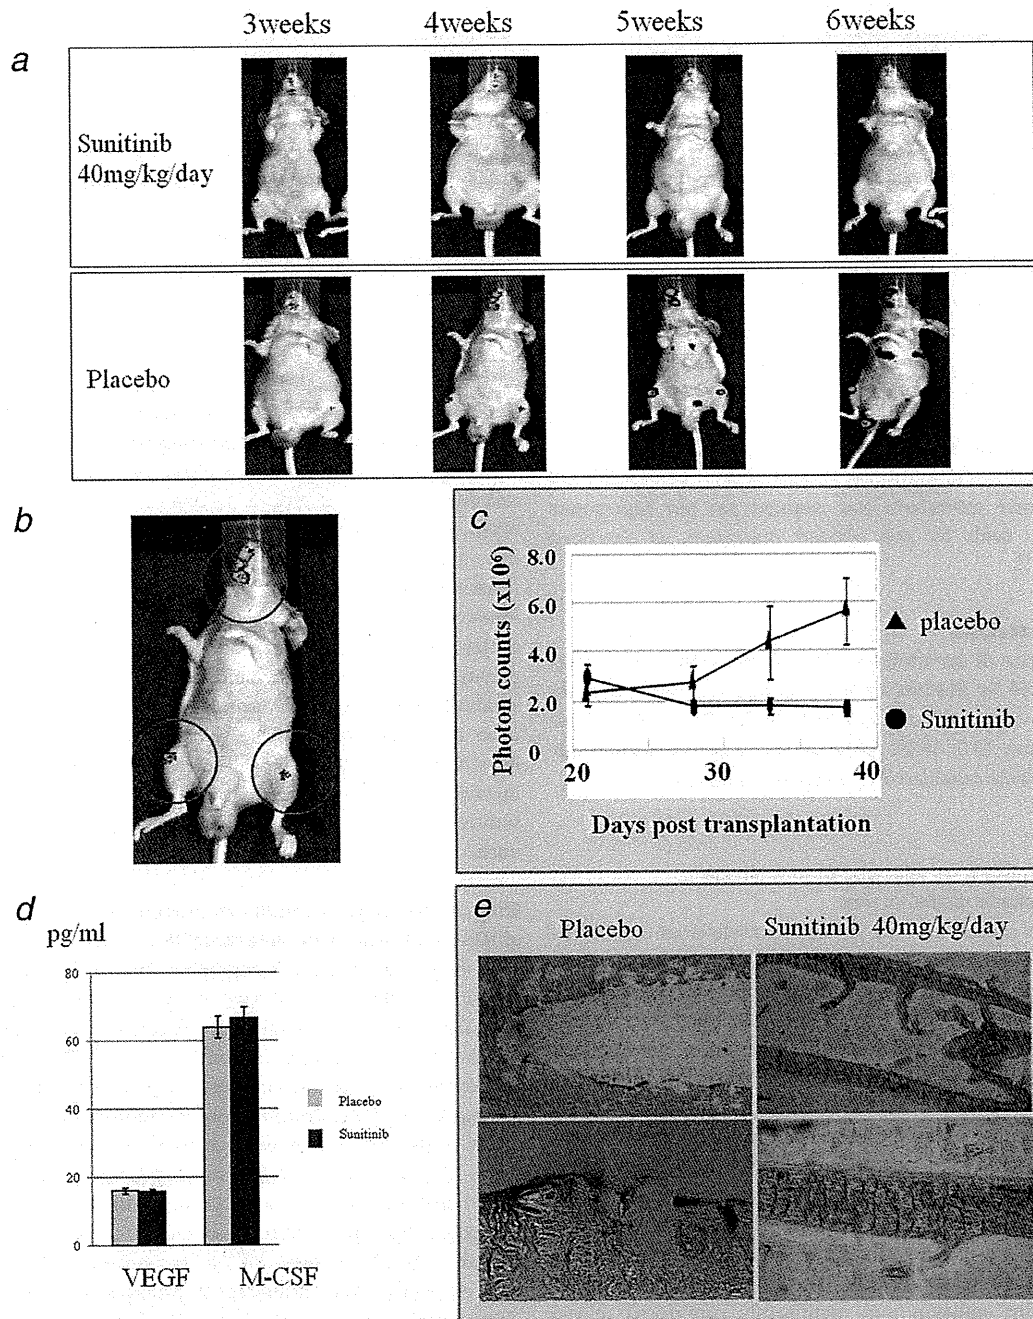 3weeks 4weeks 5weeks 6weeks
a
Sunitinib
40mg/kg/day
Placebo
b
c
8.0
6.0
4.0
2.0
0
Photon counts (x10⁶)
20 30 40
Days post transplantation
placebo
Sunitinib
d
pg/ml
80
60
40
20
0
VEGF M-CSF
Placebo
Sunitinib
e
Placebo Sunitinib 40mg/kg/day